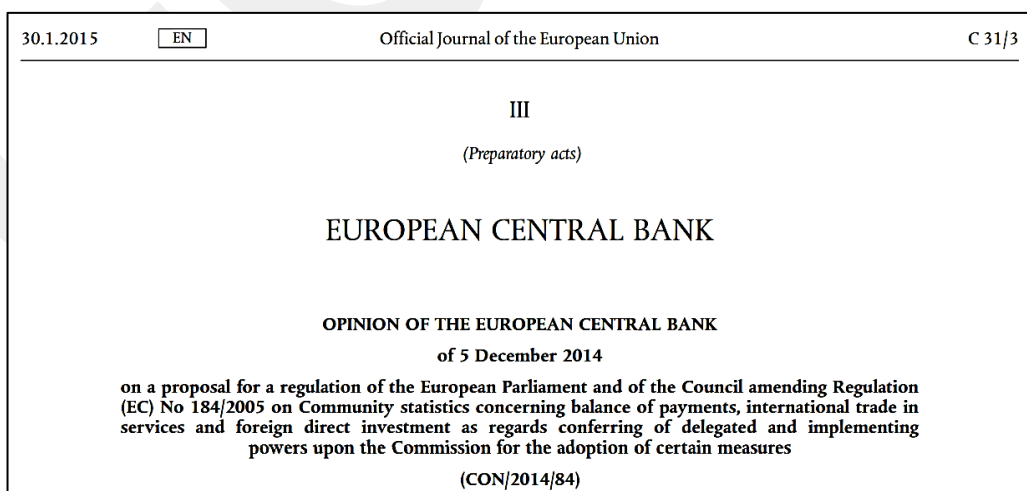 30.1.2015 EN Official Journal of the European Union C 31/3
III
(Preparatory acts)
EUROPEAN CENTRAL BANK
OPINION OF THE EUROPEAN CENTRAL BANK
of 5 December 2014
on a proposal for a regulation of the European Parliament and of the Council amending Regulation
(EC) No 184/2005 on Community statistics concerning balance of payments, international trade in
services and foreign direct investment as regards conferring of delegated and implementing
powers upon the Commission for the adoption of certain measures
(CON/2014/84)